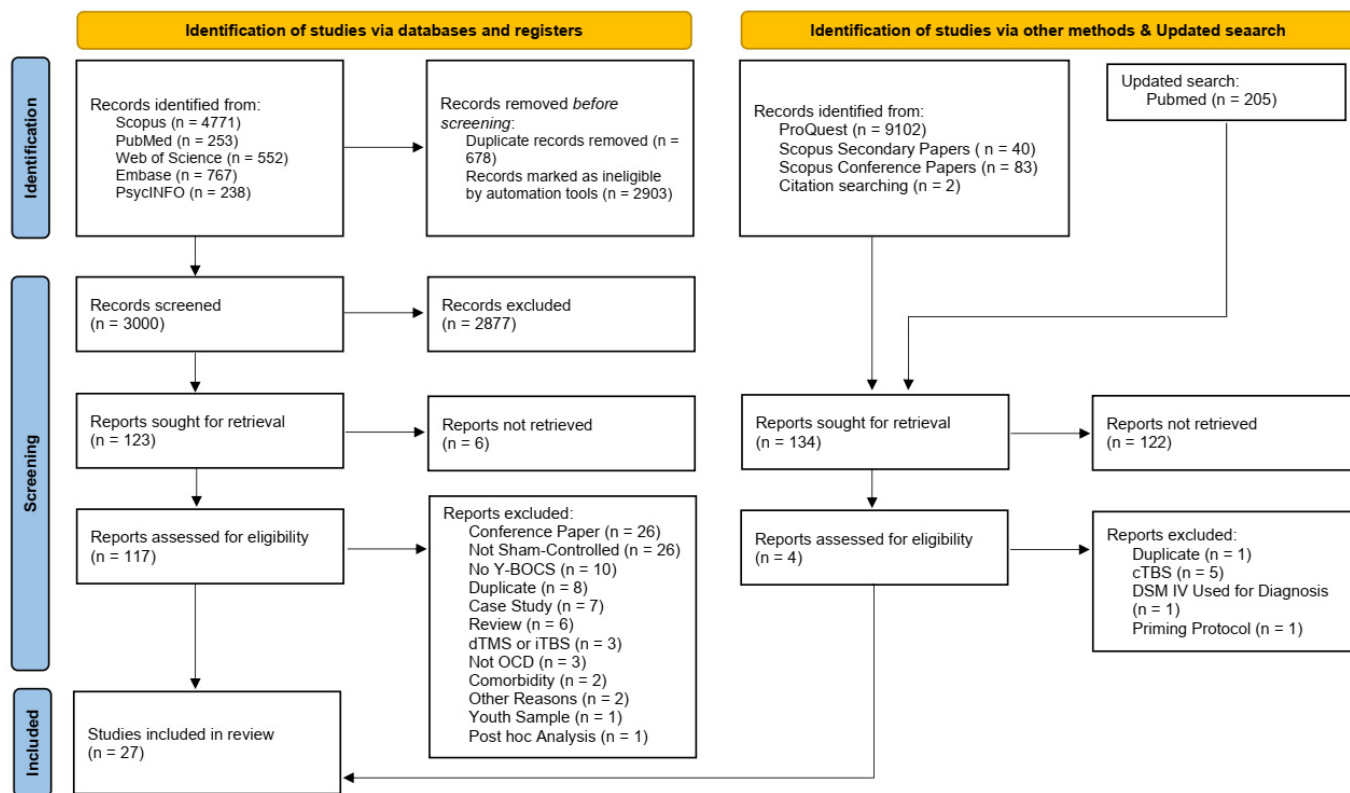 Identification of studies via databases and registers
Identification of studies via other methods & Updated seaarch
Identification
Records identified from:
Scopus (n = 4771)
PubMed (n = 253)
Web of Science (n = 552)
Embase (n = 767)
PsycINFO (n = 238)
Records removed before
screening:
Duplicate records removed (n =
678)
Records marked as ineligible
by automation tools (n = 2903)
Records identified from:
ProQuest (n = 9102)
Scopus Secondary Papers ( n = 40)
Scopus Conference Papers (n = 83)
Citation searching (n = 2)
Updated search:
Pubmed (n = 205)
Screening
Records screened
(n = 3000)
Records excluded
(n = 2877)
Reports sought for retrieval
(n = 123)
Reports not retrieved
(n = 6)
Reports sought for retrieval
(n = 134)
Reports not retrieved
(n = 122)
Reports assessed for eligibility
(n = 117)
Reports excluded:
Conference Paper (n = 26)
Not Sham-Controlled (n = 26)
No Y-BOCS (n = 10)
Duplicate (n = 8)
Case Study (n = 7)
Review (n = 6)
dTMS or iTBS (n = 3)
Not OCD (n = 3)
Comorbidity (n = 2)
Other Reasons (n = 2)
Youth Sample (n = 1)
Post hoc Analysis (n = 1)
Reports assessed for eligibility
(n = 4)
Reports excluded:
Duplicate (n = 1)
cTBS (n = 5)
DSM IV Used for Diagnosis
(n = 1)
Priming Protocol (n = 1)
Included
Studies included in review
(n = 27)